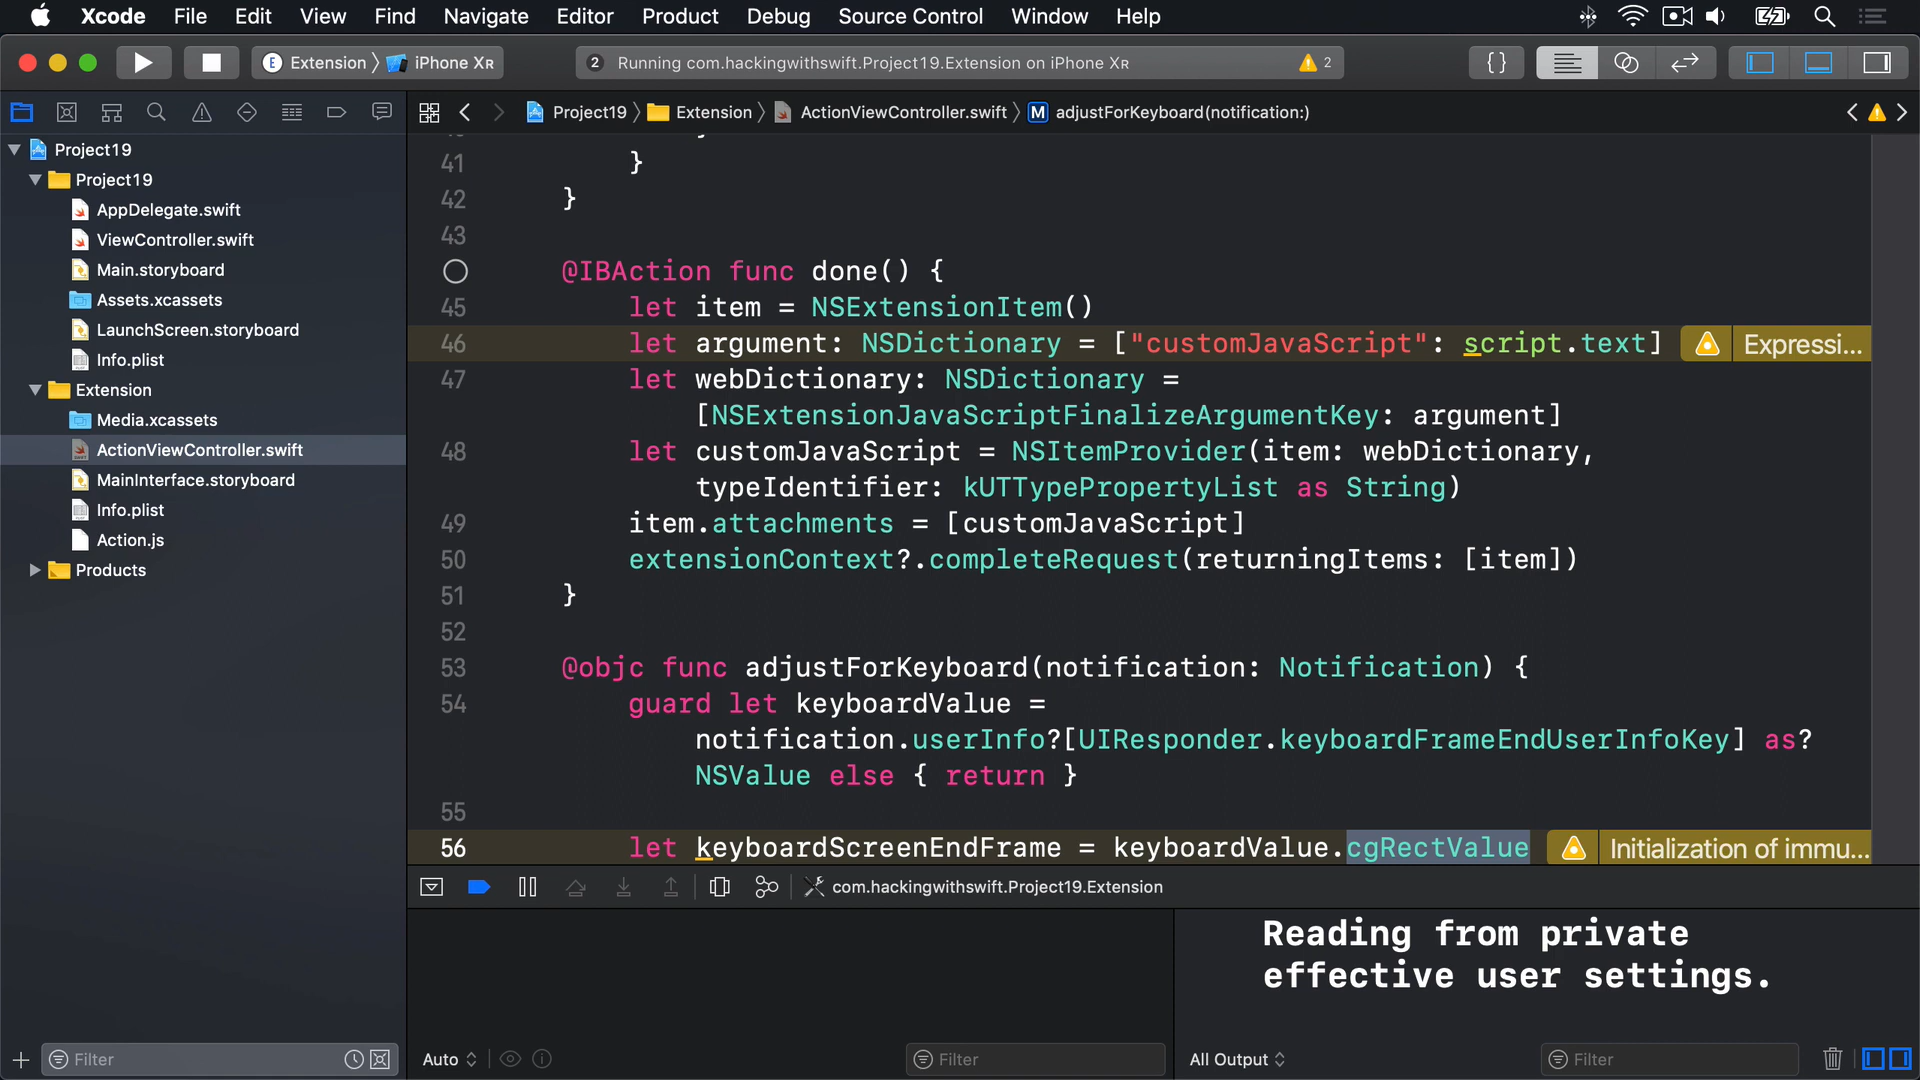 Xcode File Edit View Find Navigate Editor Product Debug Source Control Window Help
Extension iPhone XR
2 Running com.hackingwithswift.Project19.Extension on iPhone XR 2
Project19 Extension ActionViewController.swift M adjustForKeyboard(notification:)
Project19
Project19
AppDelegate.swift
ViewController.swift
Main.storyboard
Assets.xcassets
LaunchScreen.storyboard
Info.plist
Extension
Media.xcassets
ActionViewController.swift
MainInterface.storyboard
Info.plist
Action.js
Products
Filter
41 }
42 }
43
@IBAction func done() {
45 let item = NSExtensionItem()
46 let argument: NSDictionary = ["customJavaScript": script.text] Expressi...
47 let webDictionary: NSDictionary =
[NSExtensionJavaScriptFinalizeArgumentKey: argument]
48 let customJavaScript = NSItemProvider(item: webDictionary,
typeIdentifier: kUTTypePropertyList as String)
49 item.attachments = [customJavaScript]
50 extensionContext?.completeRequest(returningItems: [item])
51 }
52
53 @objc func adjustForKeyboard(notification: Notification) {
54 guard let keyboardValue =
notification.userInfo?[UIResponder.keyboardFrameEndUserInfoKey] as?
NSValue else { return }
55
56 let keyboardScreenEndFrame = keyboardValue.cgRectValue Initialization of immu...
com.hackingwithswift.Project19.Extension
Reading from private
effective user settings.
Auto Filter All Output Filter